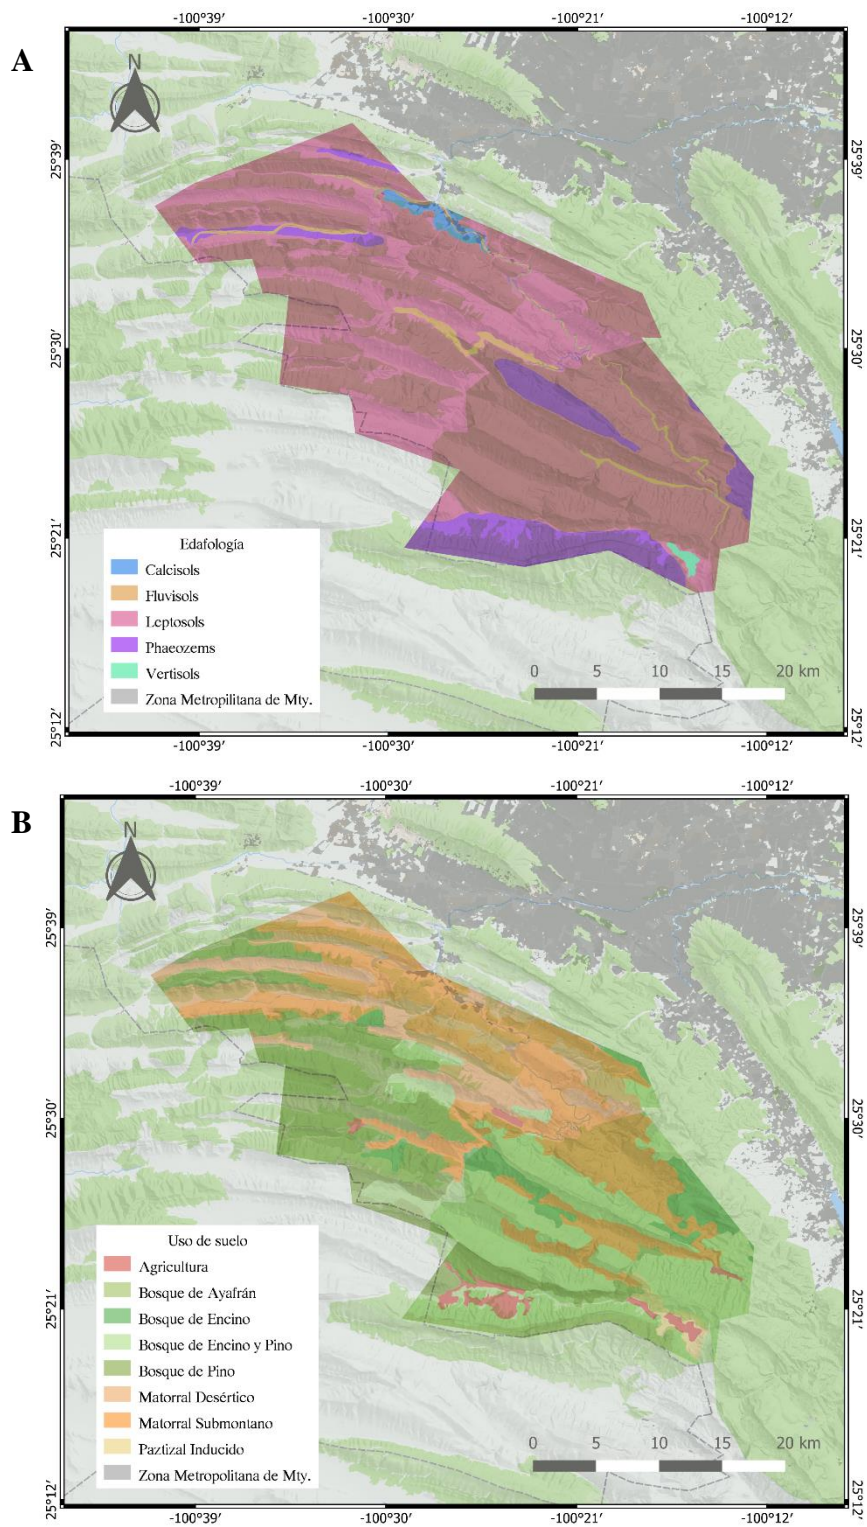 A
-100°39′ -100°30′ -100°21′ -100°12′
N
25°39′ 25°39′
25°30′ 25°30′
25°21′ 25°21′
Edafología
Calcisols
Fluvisols
Leptosols
Phaeozems
Vertisols
Zona Metropilitana de Mty.
0 5 10 15 20 km
25°12′ 25°12′
-100°39′ -100°30′ -100°21′ -100°12′
B
-100°39′ -100°30′ -100°21′ -100°12′
N
25°39′ 25°39′
25°30′ 25°30′
25°21′ 25°21′
Uso de suelo
Agricultura
Bosque de Ayafrán
Bosque de Encino
Bosque de Encino y Pino
Bosque de Pino
Matorral Desértico
Matorral Submontano
Paztizal Inducido
Zona Metropolitana de Mty.
0 5 10 15 20 km
25°12′ 25°12′
-100°39′ -100°30′ -100°21′ -100°12′